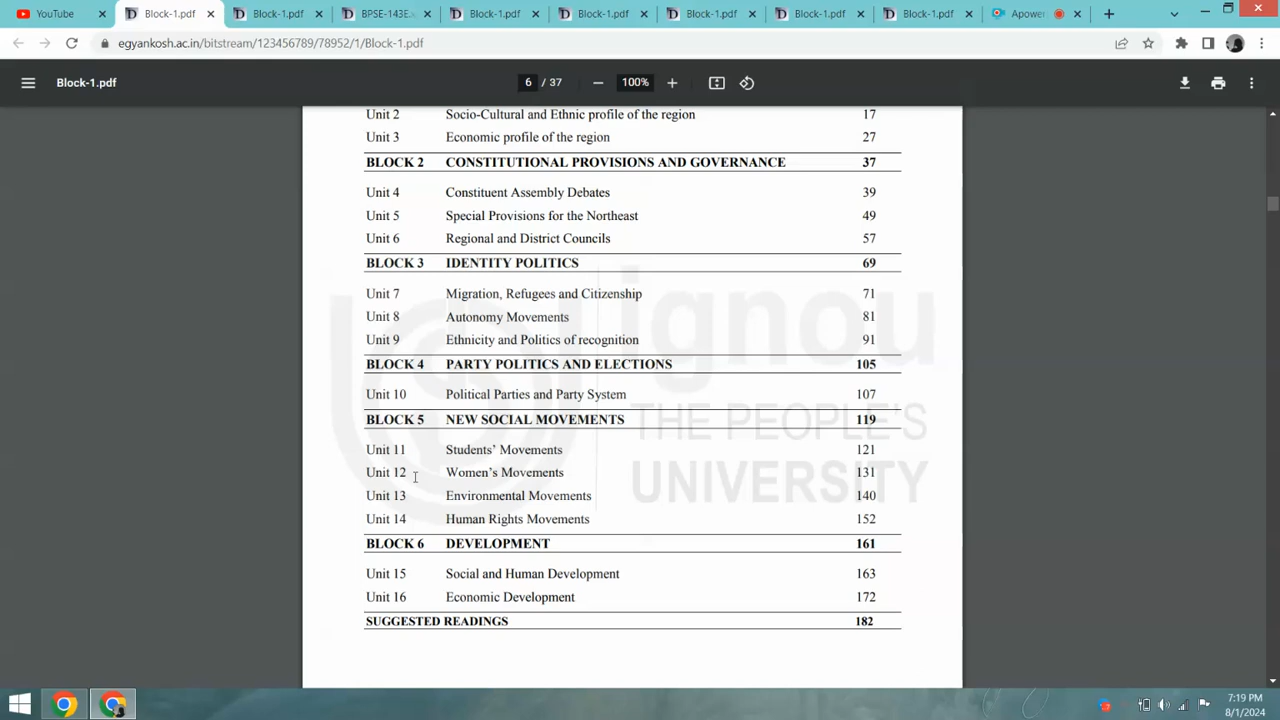 YouTube
Block-1.pdf
Block-1.pdf
BPSE-143E.
Block-1.pdf
Block-1.pdf
Block-1.pdf
Block-1.pdf
Block-1.pdf
Apower
egyankosh.ac.in/bitstream/123456789/78952/1/Block-1.pdf
Block-1.pdf
6 / 37
100%
Unit 2 Socio-Cultural and Ethnic profile of the region 17
Unit 3 Economic profile of the region 27
BLOCK 2 CONSTITUTIONAL PROVISIONS AND GOVERNANCE 37
Unit 4 Constituent Assembly Debates 39
Unit 5 Special Provisions for the Northeast 49
Unit 6 Regional and District Councils 57
BLOCK 3 IDENTITY POLITICS 69
Unit 7 Migration, Refugees and Citizenship 71
Unit 8 Autonomy Movements 81
Unit 9 Ethnicity and Politics of recognition 91
BLOCK 4 PARTY POLITICS AND ELECTIONS 105
Unit 10 Political Parties and Party System 107
BLOCK 5 NEW SOCIAL MOVEMENTS 119
Unit 11 Students’ Movements 121
Unit 12 Women’s Movements 131
Unit 13 Environmental Movements 140
Unit 14 Human Rights Movements 152
BLOCK 6 DEVELOPMENT 161
Unit 15 Social and Human Development 163
Unit 16 Economic Development 172
SUGGESTED READINGS 182
ignou
THE PEOPLE'S
UNIVERSITY
7:19 PM
8/1/2024